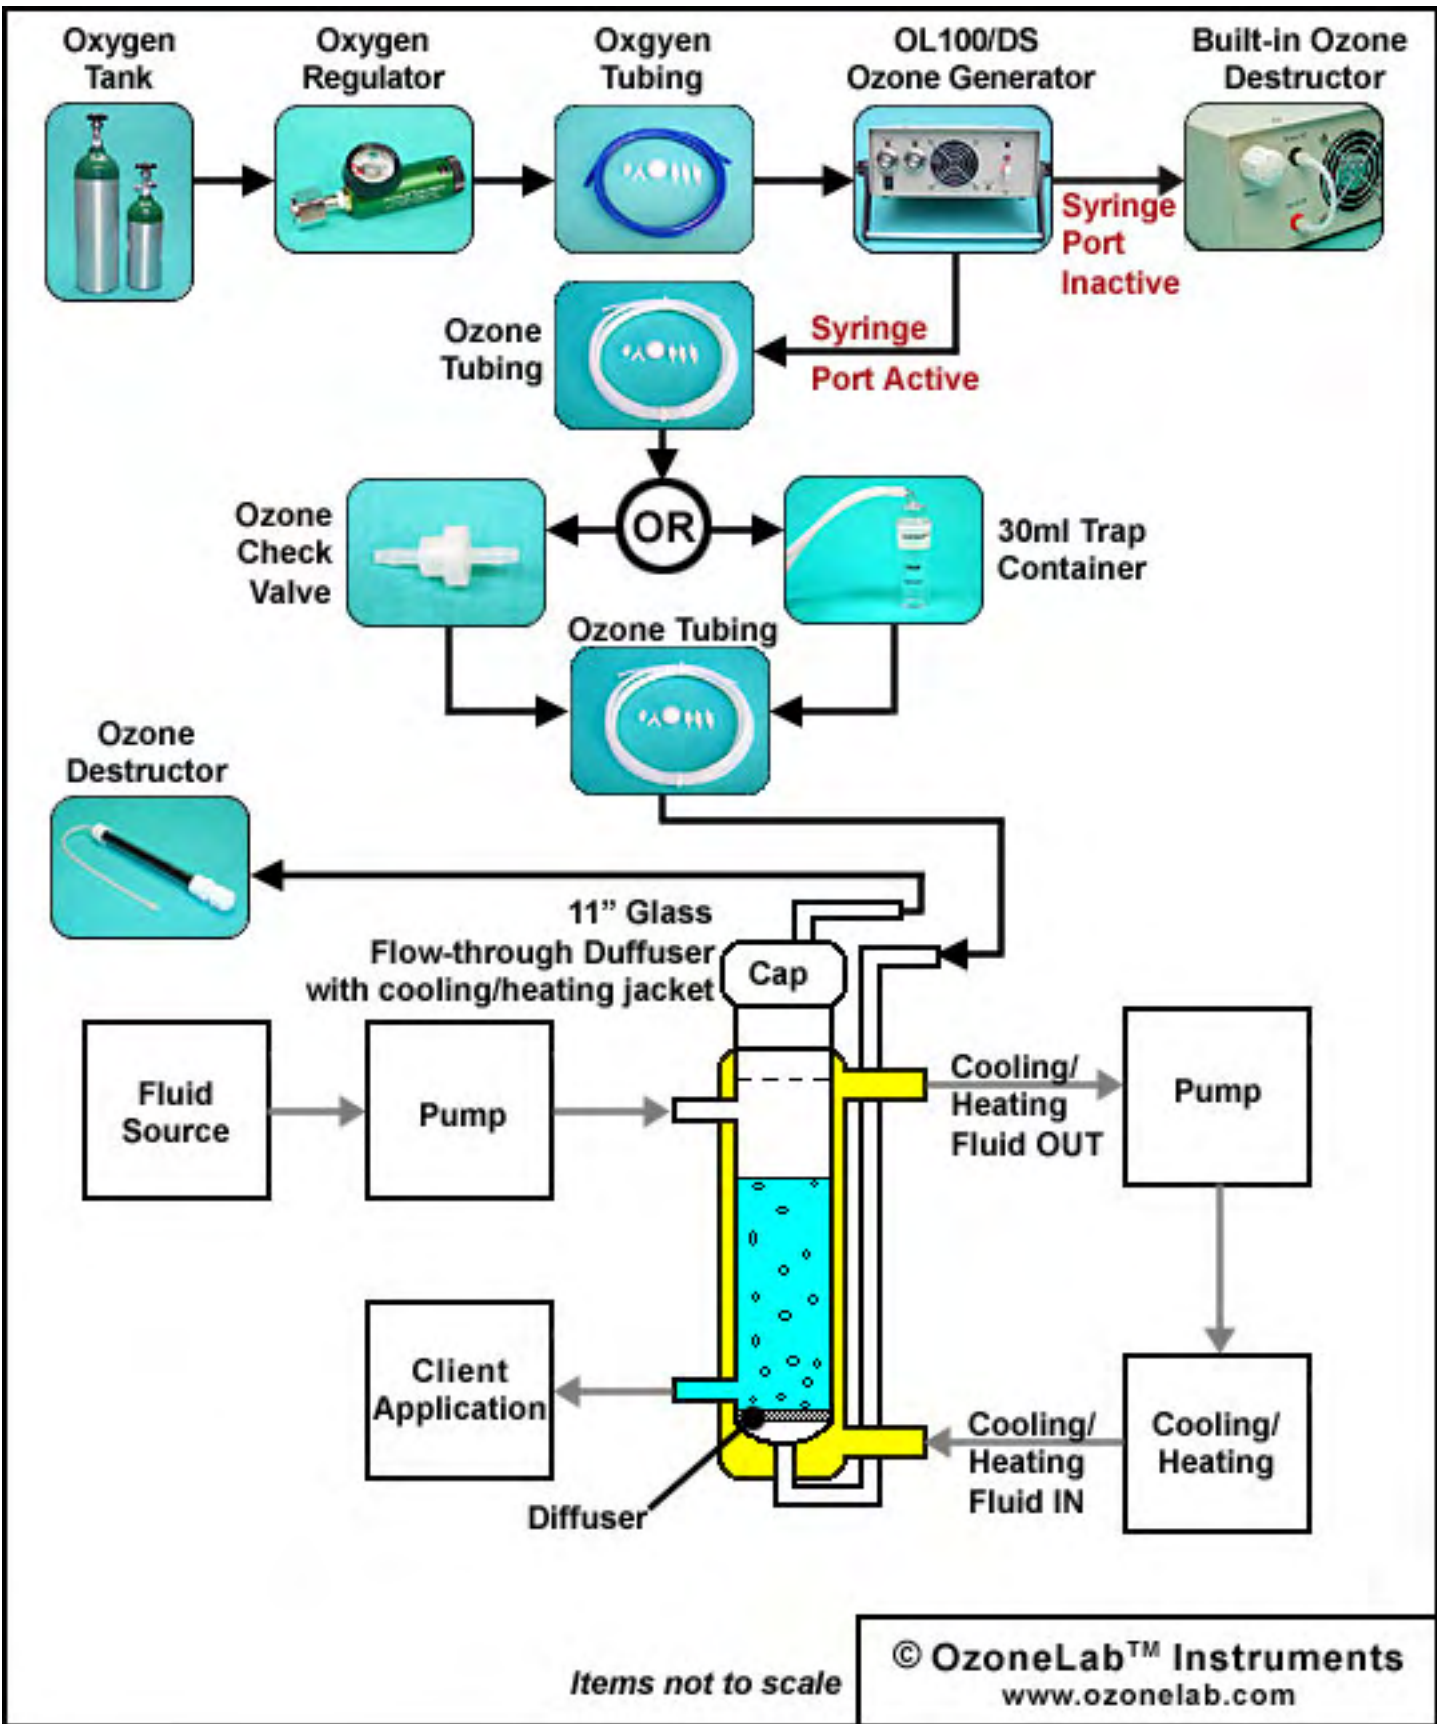 Oxygen
Tank
Oxygen
Regulator
Oxgyen
Tubing
OL100/DS
Ozone Generator
Built-in Ozone
Destructor
Syringe
Port
Inactive
Ozone
Tubing
Syringe
Port Active
Ozone
Check
Valve
OR
30ml Trap
Container
Ozone Tubing
Ozone
Destructor
11” Glass
Flow-through Duffuser
with cooling/heating jacket
Cap
Fluid
Source
Pump
Cooling/
Heating
Fluid OUT
Pump
Client
Application
Cooling/
Heating
Fluid IN
Cooling/
Heating
Diffuser
Items not to scale
© OzoneLab™ Instruments
www.ozonelab.com